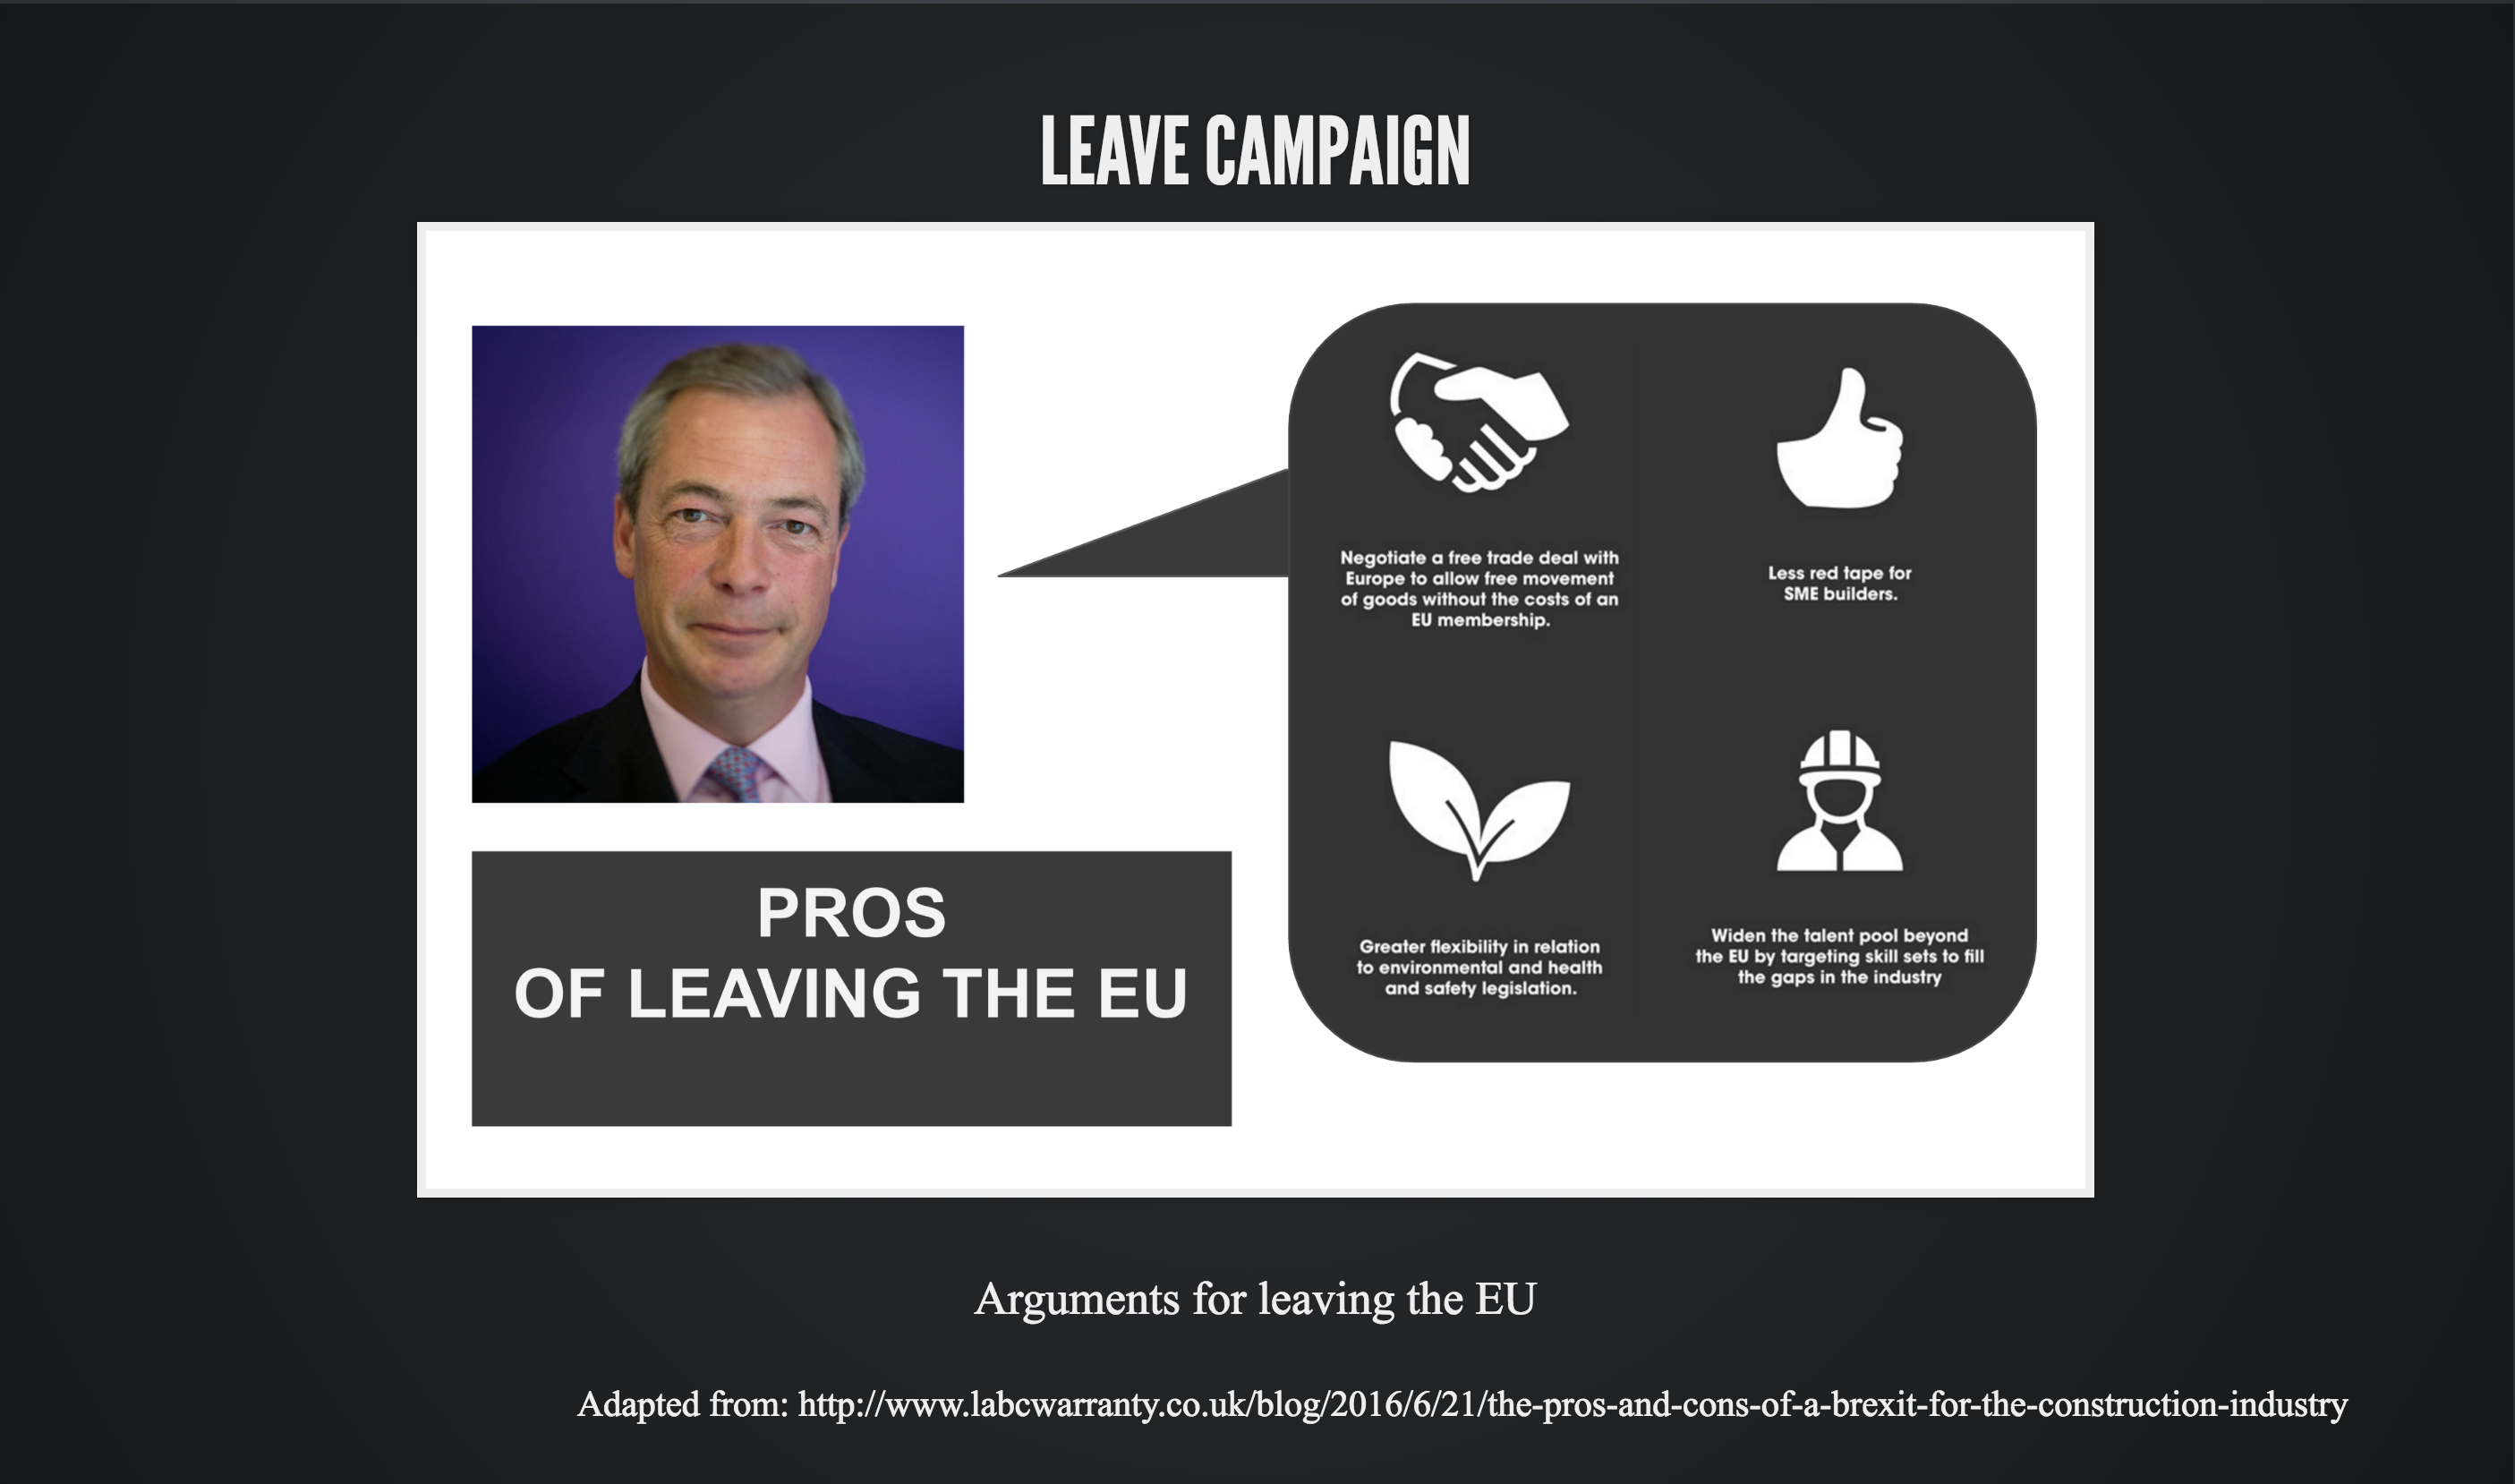 LEAVE CAMPAIGN
Negotiate a free trade deal with
Europe to allow free movement
of goods without the costs of an
EU membership.
Less red tape for
SME builders.
Greater flexibility in relation
to environmental and health
and safety legislation.
Widen the talent pool beyond
the EU by targeting skill sets to fill
the gaps in the industry
PROS
OF LEAVING THE EU
Arguments for leaving the EU
Adapted from: http://www.labcwarranty.co.uk/blog/2016/6/21/the-pros-and-cons-of-a-brexit-for-the-construction-industry